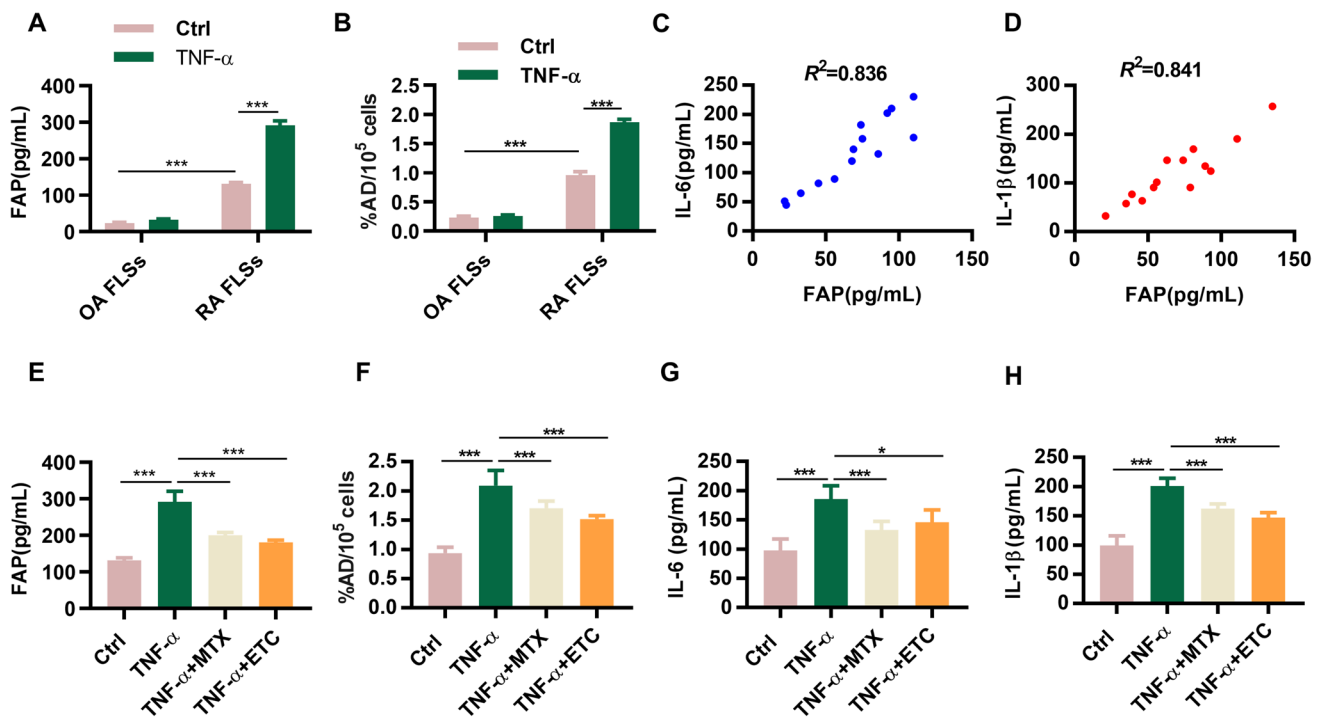 A
Ctrl
TNF-α
FAP(pg/mL)
400
300
200
100
0
***
***
OA FLSs
RA FLSs
B
Ctrl
TNF-α
%AD/10⁵ cells
2.5
2.0
1.5
1.0
0.5
0.0
***
***
OA FLSs
RA FLSs
C
R²=0.836
IL-6(pg/mL)
250
200
150
100
50
0
0
50
100
150
FAP(pg/mL)
D
R²=0.841
IL-1β(pg/mL)
300
200
100
0
0
50
100
150
FAP(pg/mL)
E
FAP(pg/mL)
400
300
200
100
0
***
***
***
Ctrl
TNF-α
TNF-α+MTX
TNF-α+ETC
F
%AD/10⁵ cells
2.5
2.0
1.5
1.0
0.5
0.0
***
***
***
Ctrl
TNF-α
TNF-α+MTX
TNF-α+ETC
G
IL-6 (pg/mL)
250
200
150
100
50
0
***
***
*
Ctrl
TNF-α
TNF-α+MTX
TNF-α+ETC
H
IL-1β(pg/mL)
250
200
150
100
50
0
***
***
***
Ctrl
TNF-α
TNF-α+MTX
TNF-α+ETC